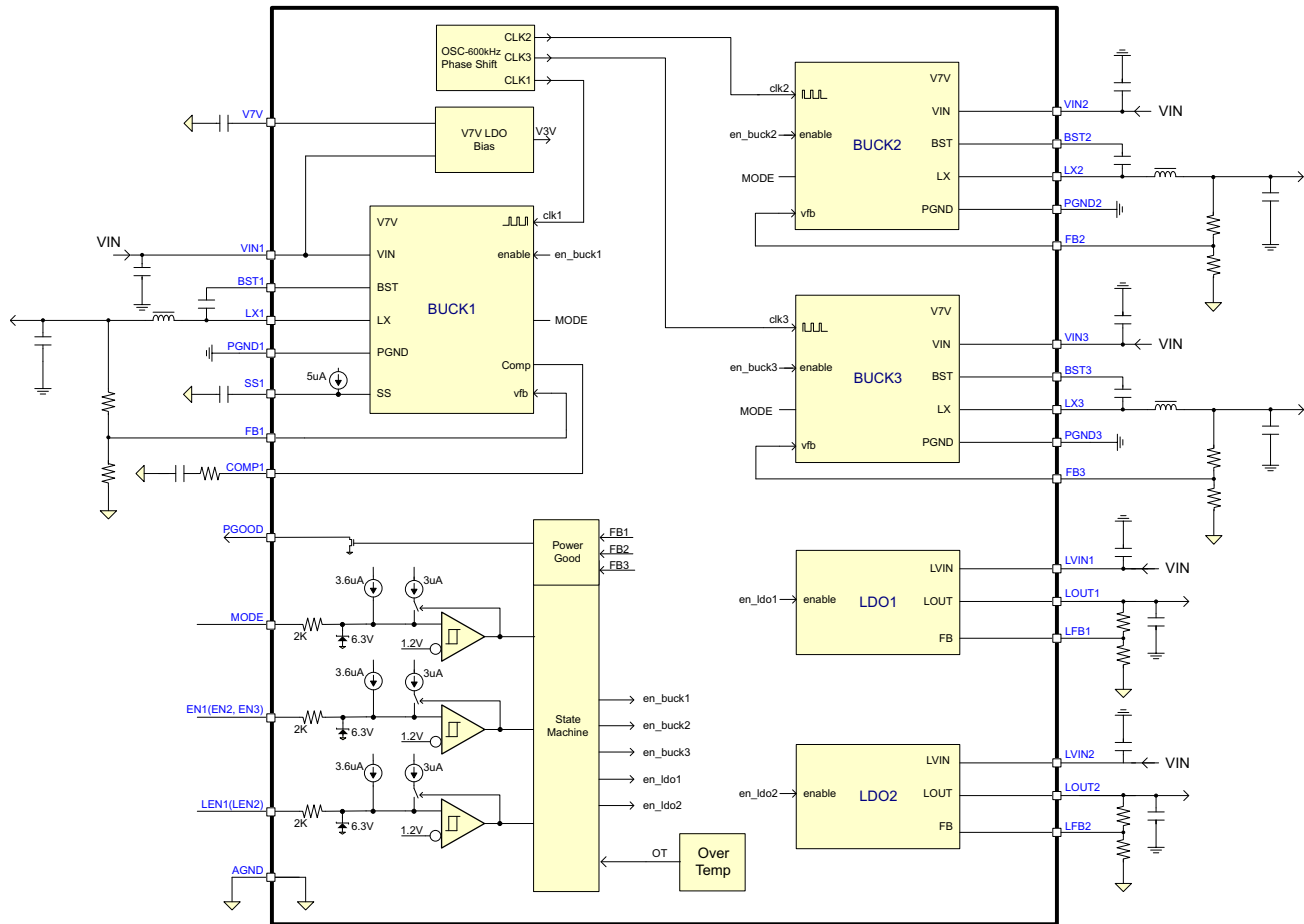 OSC-600kHz
Phase Shift
CLK2
CLK3
CLK1
V7V
V7V LDO
Bias
V3V
VIN
VIN1
BST1
LX1
PGND1
SS1
5uA
FB1
COMP1
V7V
VIN
BST
LX
PGND
SS
BUCK1
clk1
enable
en_buck1
MODE
Comp
vfb
clk2
en_buck2
enable
MODE
vfb
BUCK2
V7V
VIN
BST
LX
PGND
VIN2
VIN
BST2
LX2
PGND2
FB2
clk3
en_buck3
enable
MODE
vfb
BUCK3
V7V
VIN
BST
LX
PGND
VIN3
VIN
BST3
LX3
PGND3
FB3
PGOOD
Power
Good
FB1
FB2
FB3
MODE
2K
3.6uA
3uA
6.3V
1.2V
EN1(EN2, EN3)
2K
3.6uA
3uA
6.3V
1.2V
LEN1(LEN2)
2K
3.6uA
3uA
6.3V
1.2V
State
Machine
en_buck1
en_buck2
en_buck3
en_ldo1
en_ldo2
OT
Over
Temp
AGND
en_ldo1
enable
LDO1
LVIN
LOUT
FB
LVIN1
VIN
LOUT1
LFB1
en_ldo2
enable
LDO2
LVIN
LOUT
FB
LVIN2
VIN
LOUT2
LFB2